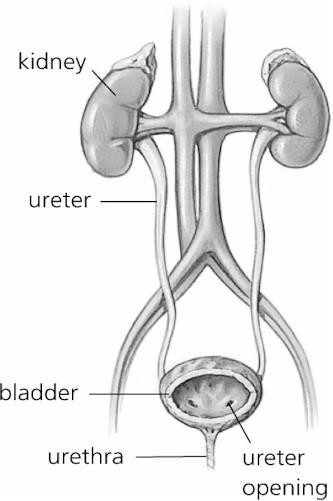 kidney
ureter
bladder
urethra
ureter
opening